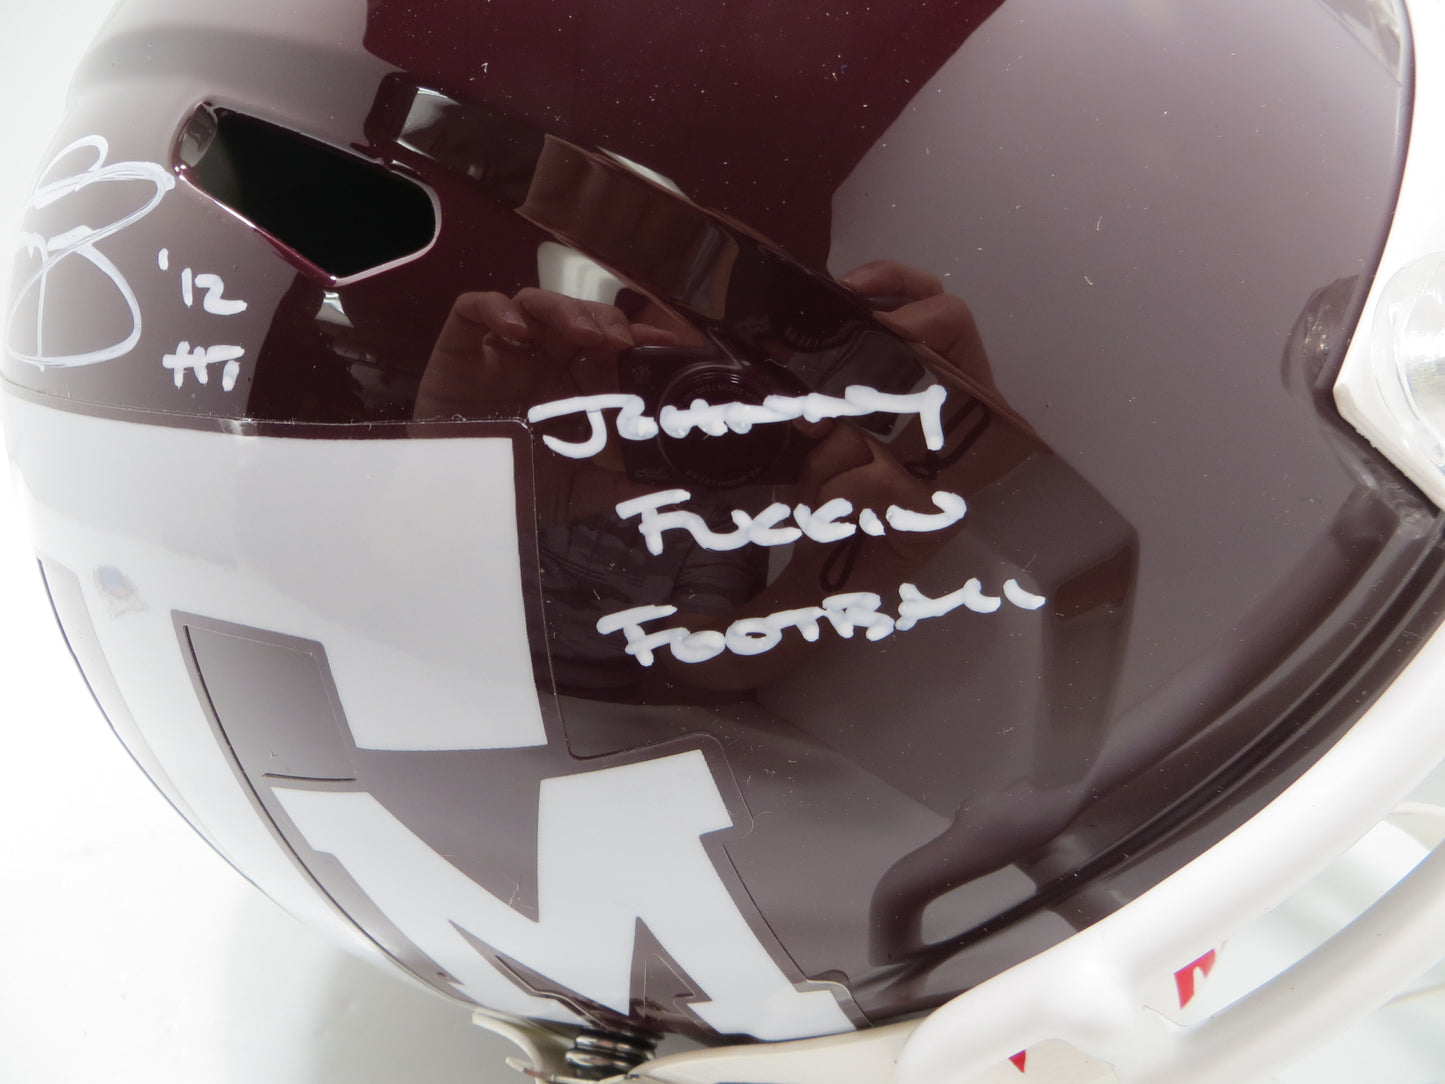 '12
HT
JOHNNY
FUCKIN
FOOTBALL
M